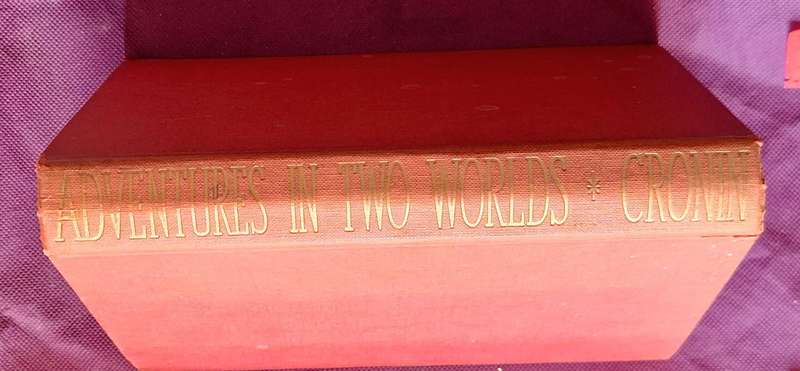 ADVENTURES IN TWO WORLDS * CRONIN